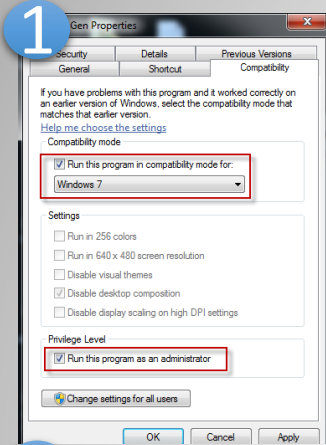 1
Gen Properties
Security Details Previous Versions
General Shortcut Compatibility
If you have problems with this program and it worked correctly on
an earlier version of Windows, select the compatibility mode that
matches that earlier version.
Help me choose the settings
Compatibility mode
Run this program in compatibility mode for:
Windows 7
Settings
Run in 256 colors
Run in 640 x 480 screen resolution
Disable visual themes
Disable desktop composition
Disable display scaling on high DPI settings
Privilege Level
Run this program as an administrator
Change settings for all users
OK Cancel Apply